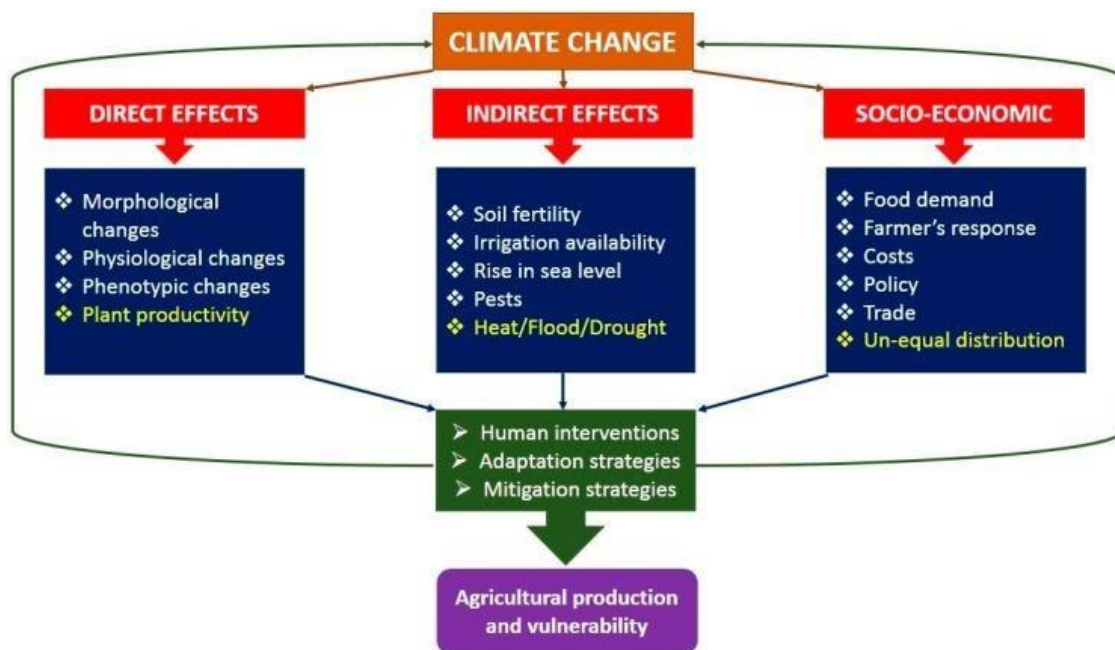 CLIMATE CHANGE
DIRECT EFFECTS
❖ Morphological
changes
❖ Physiological changes
❖ Phenotypic changes
❖ Plant productivity
INDIRECT EFFECTS
❖ Soil fertility
❖ Irrigation availability
❖ Rise in sea level
❖ Pests
❖ Heat/Flood/Drought
SOCIO-ECONOMIC
❖ Food demand
❖ Farmer's response
❖ Costs
❖ Policy
❖ Trade
❖ Un-equal distribution
➢ Human interventions
➢ Adaptation strategies
➢ Mitigation strategies
Agricultural production
and vulnerability